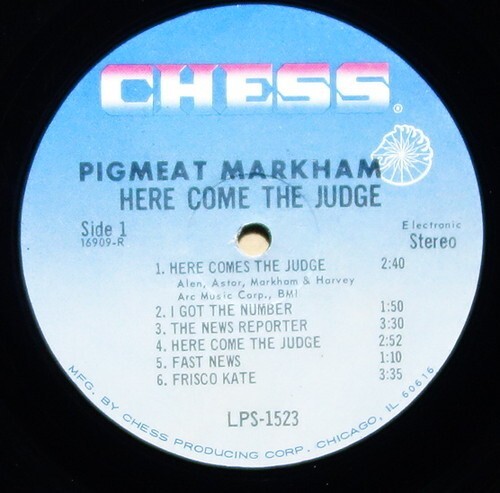 CHESS
®
PIGMEAT MARKHAM
HERE COME THE JUDGE
Side 1
16909-R
Electronic
Stereo
1. HERE COMES THE JUDGE 2:40
Alen, Astor, Markham & Harvey
Arc Music Corp., BMI
2. I GOT THE NUMBER 1:50
3. THE NEWS REPORTER 3:30
4. HERE COME THE JUDGE 2:52
5. FAST NEWS 1:10
6. FRISCO KATE 3:35
LPS-1523
MFG. BY CHESS PRODUCING CORP., CHICAGO, IL 60616